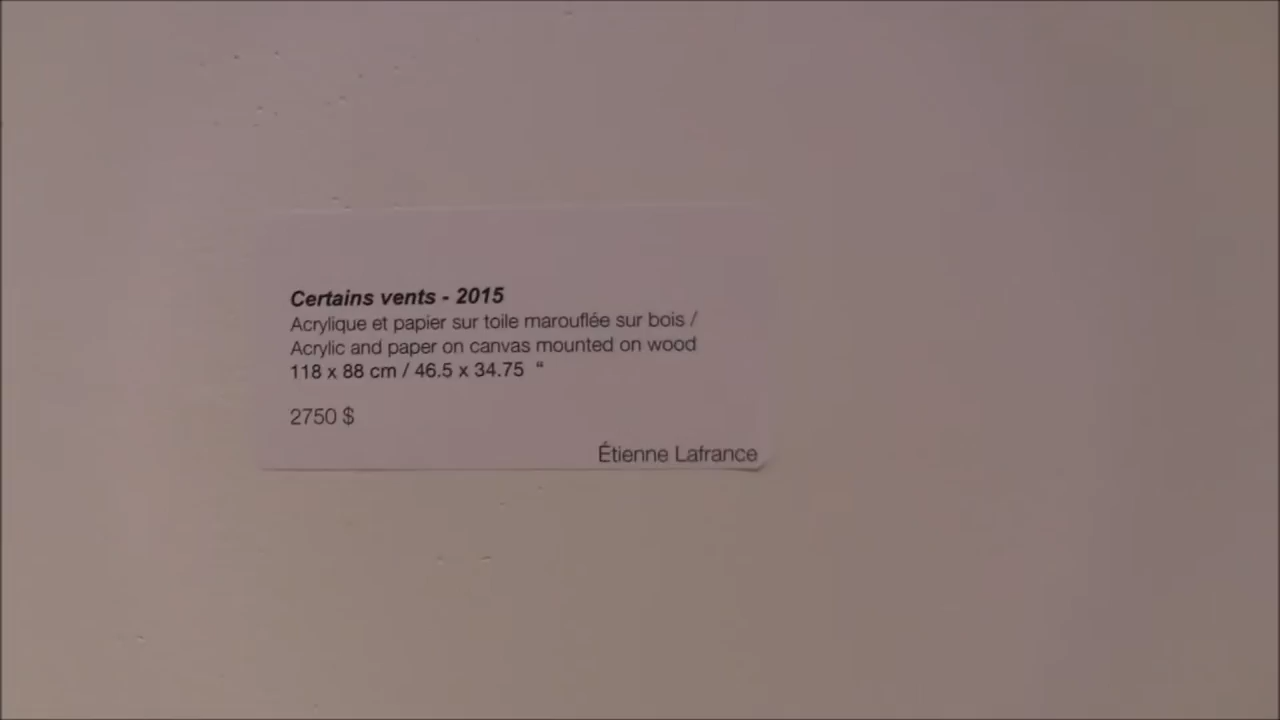 Certains vents - 2015
Acrylique et papier sur toile marouflée sur bois /
Acrylic and paper on canvas mounted on wood
118 x 88 cm / 46.5 x 34.75 “
2750 $
Étienne Lafrance